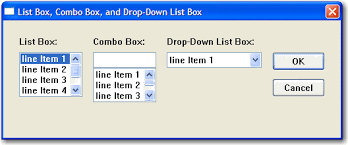 List Box, Combo Box, and Drop-Down List Box
List Box:
line Item 1
line Item 2
line Item 3
line Item 4
Combo Box:
line Item 1
line Item 2
line Item 3
Drop-Down List Box:
line Item 1
OK
Cancel